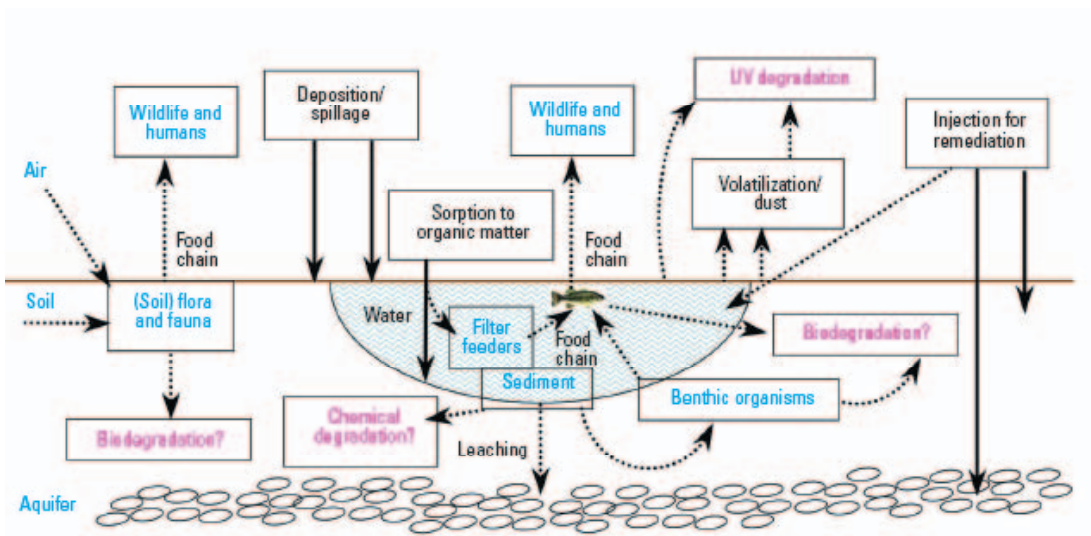 UV degradation
Deposition/
spillage
Wildlife and
humans
Wildlife and
humans
Injection for
remediation
Air
Volatilization/
dust
Sorption to
organic matter
Food
chain
Food
chain
Soil
(Soil) flora
and fauna
Water
Filter
feeders
Food
chain
Biodegradation?
Sediment
Benthic organisms
Chemical
degradation?
Biodegradation?
Leaching
Aquifer